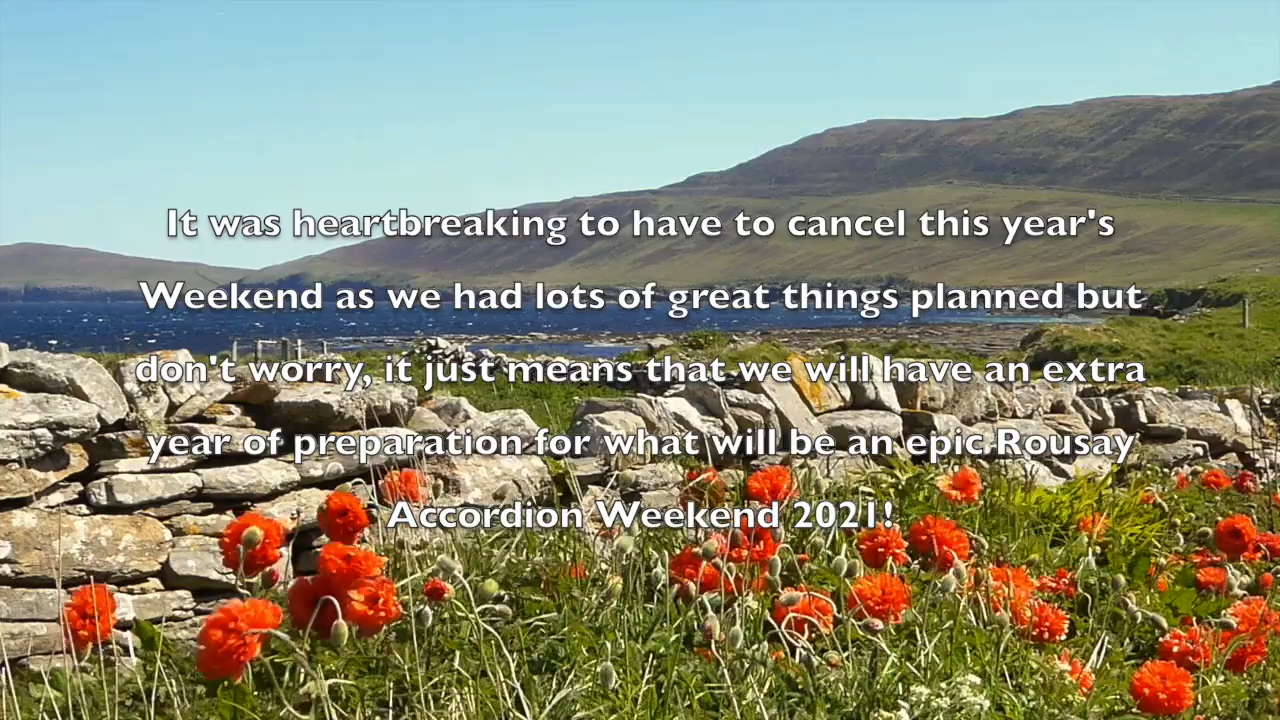 It was heartbreaking to have to cancel this year's
Weekend as we had lots of great things planned but
don't worry, it just means that we will have an extra
year of preparation for what will be an epic Rousay
Accordion Weekend 2021!